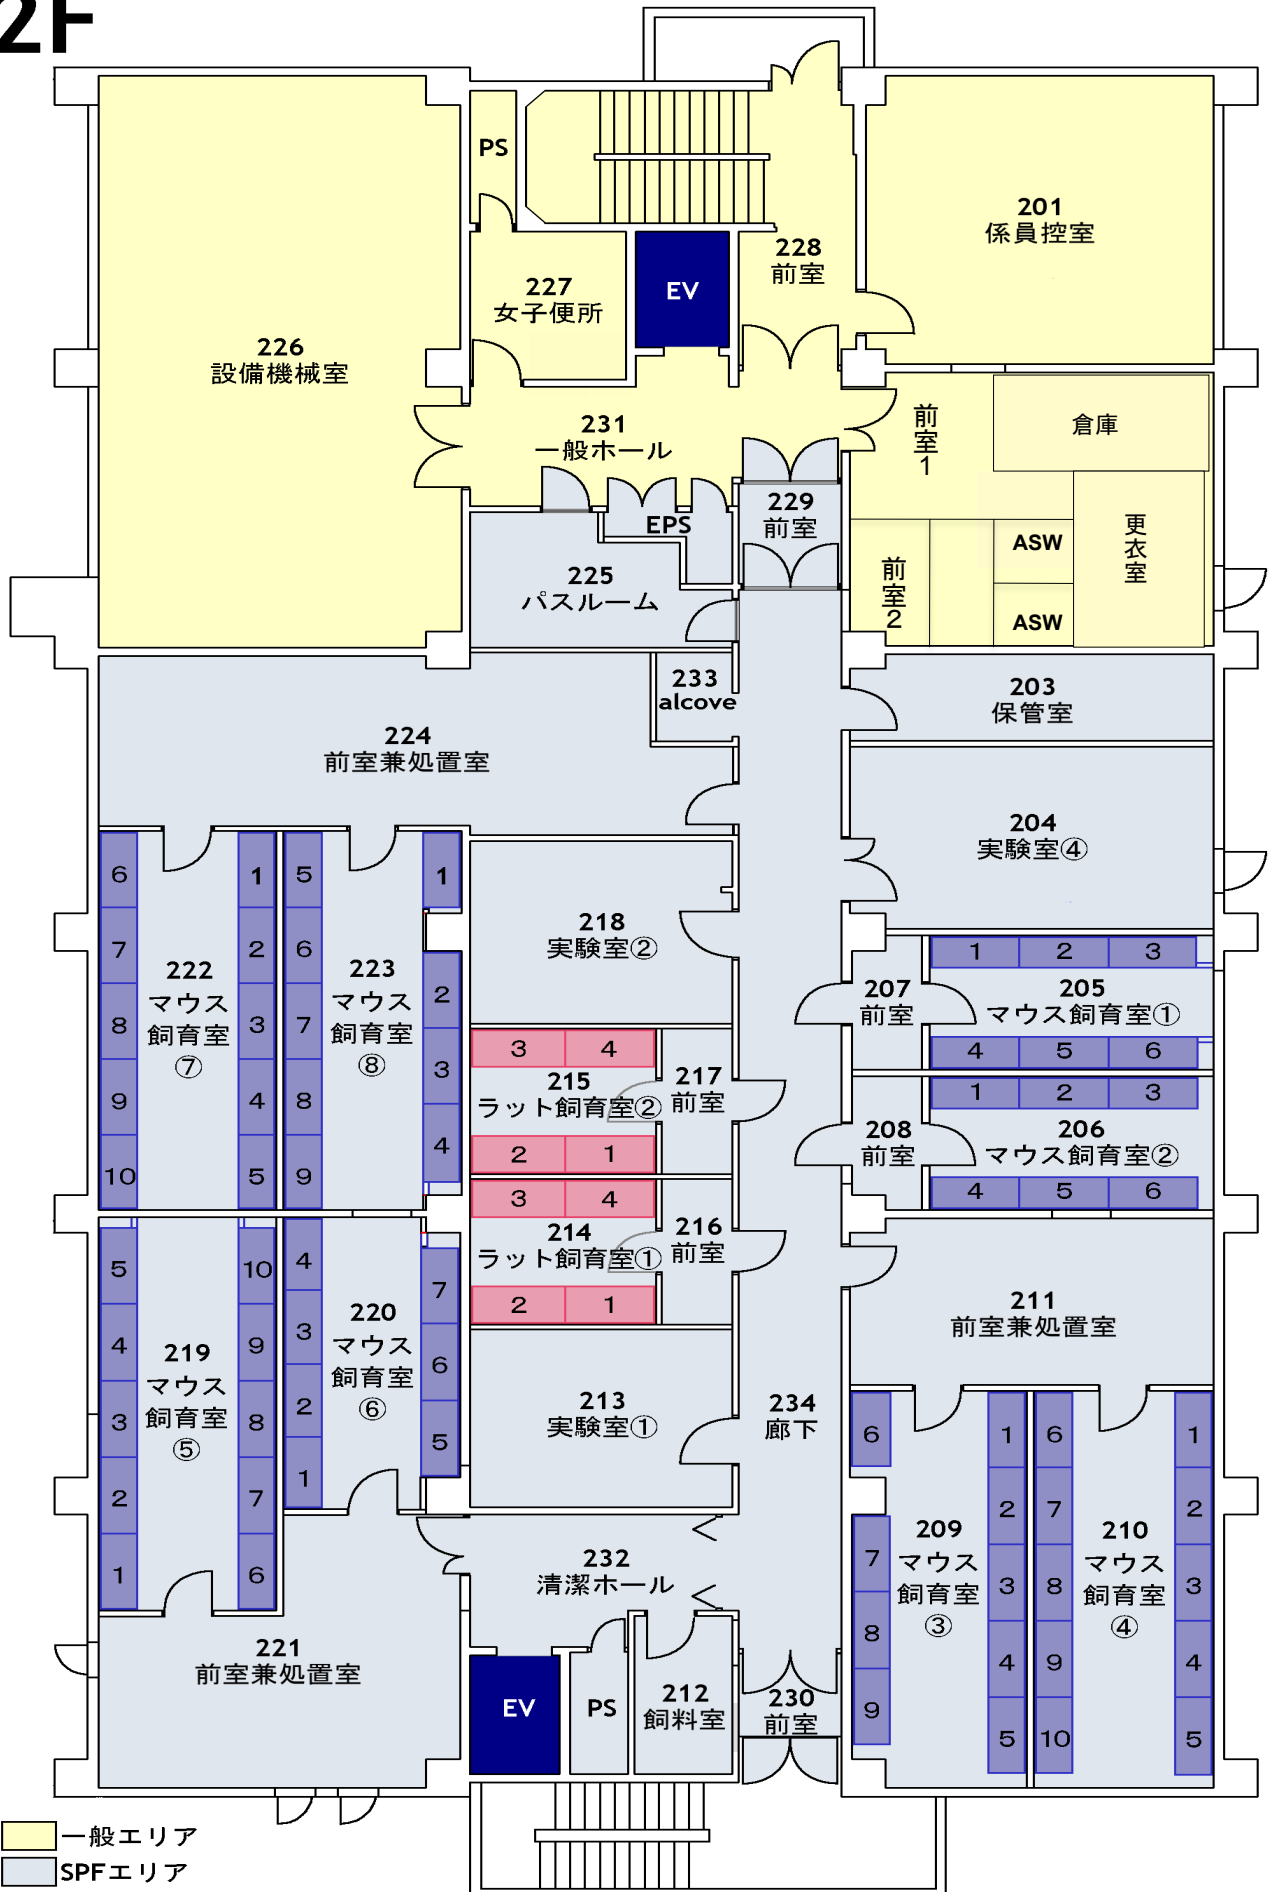 2F
PS
201
係員控室
228
前室
227
女子便所
EV
226
設備機械室
231
一般ホール
前室1
倉庫
229
前室
EPS
更衣室
ASW
前室2
ASW
225
パスルーム
233
alcove
203
保管室
224
前室兼処置室
204
実験室④
6
7
8
9
10
222
マウス
飼育室
⑦
1
2
3
4
5
5
6
7
8
9
223
マウス
飼育室
⑧
1
2
3
4
218
実験室②
207
前室
1 2 3
205
マウス飼育室①
4 5 6
3 4
215
ラット飼育室②
2 1
217
前室
208
前室
1 2 3
206
マウス飼育室②
4 5 6
3 4
214
ラット飼育室①
2 1
216
前室
211
前室兼処置室
5
4
3
2
1
219
マウス
飼育室
⑤
10
9
8
7
6
4
3
2
1
220
マウス
飼育室
⑥
7
6
5
213
実験室①
234
廊下
6
7
8
9
209
マウス
飼育室
③
1
2
3
4
5
6
7
8
9
10
210
マウス
飼育室
④
1
2
3
4
5
232
清潔ホール
221
前室兼処置室
EV
PS
212
飼料室
230
前室
一般エリア
SPFエリア